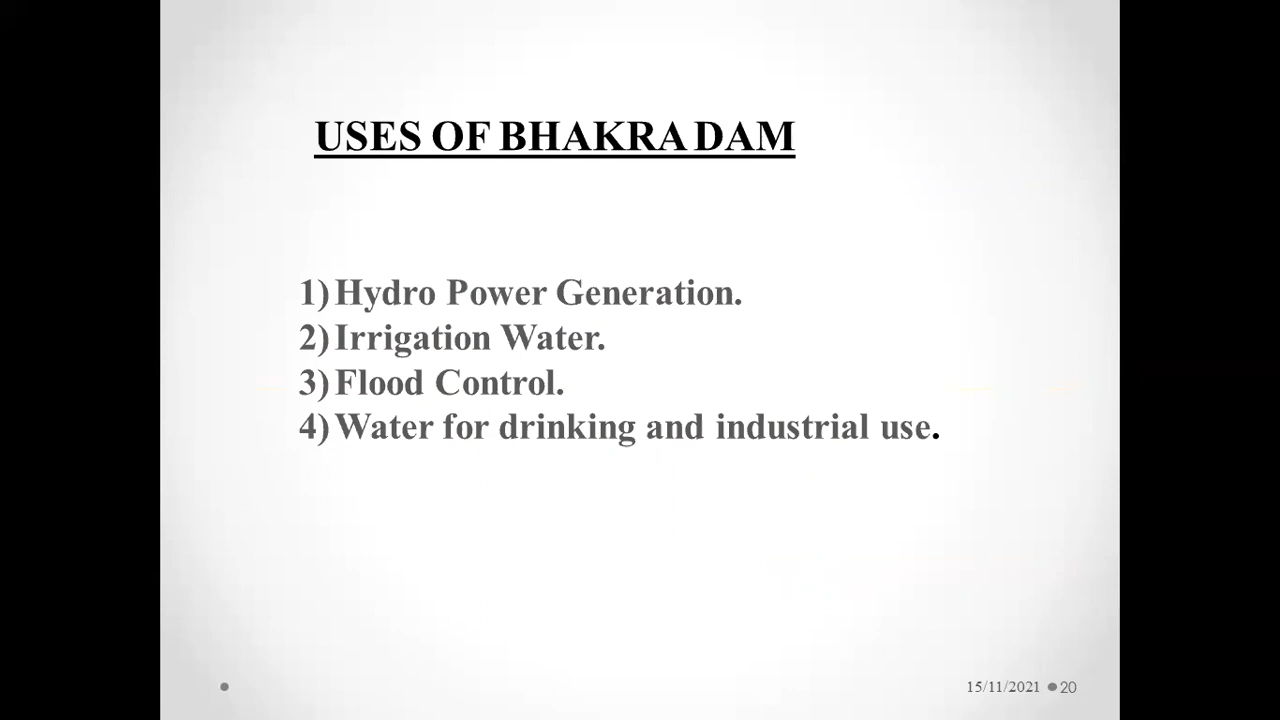 USES OF BHAKRA DAM
1) Hydro Power Generation.
2) Irrigation Water.
3) Flood Control.
4) Water for drinking and industrial use.
15/11/2021 ● 20